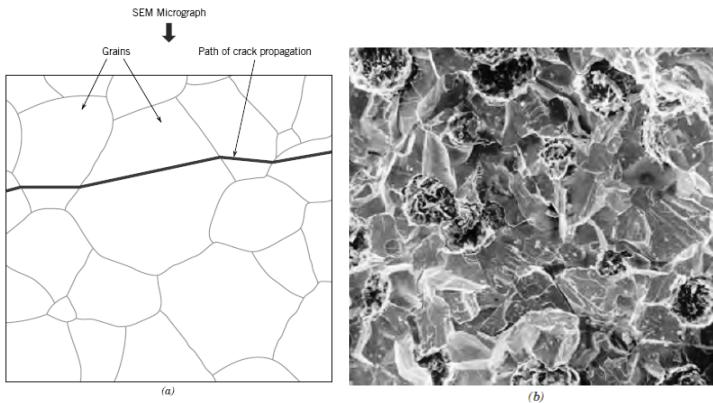 SEM Micrograph
Grains
Path of crack propagation
(a)
(b)